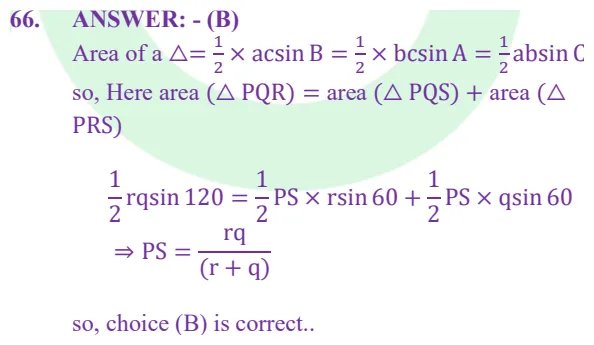 66. ANSWER: - (B)
Area of a △= 1/2 × acsin B = 1/2 × bcsin A = 1/2 absin C
so, Here area (△ PQR) = area (△ PQS) + area (△
PRS)
1/2 rqsin 120 = 1/2 PS × rsin 60 + 1/2 PS × qsin 60
⇒ PS = rq/(r + q)
so, choice (B) is correct..